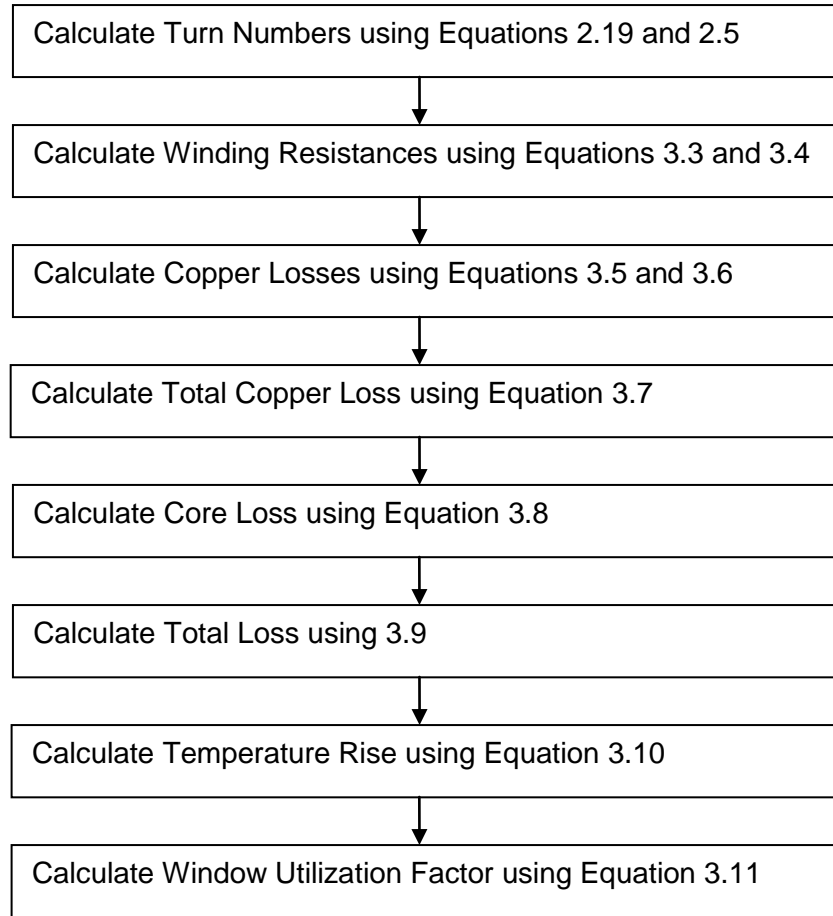 Calculate Turn Numbers using Equations 2.19 and 2.5
Calculate Winding Resistances using Equations 3.3 and 3.4
Calculate Copper Losses using Equations 3.5 and 3.6
Calculate Total Copper Loss using Equation 3.7
Calculate Core Loss using Equation 3.8
Calculate Total Loss using 3.9
Calculate Temperature Rise using Equation 3.10
Calculate Window Utilization Factor using Equation 3.11